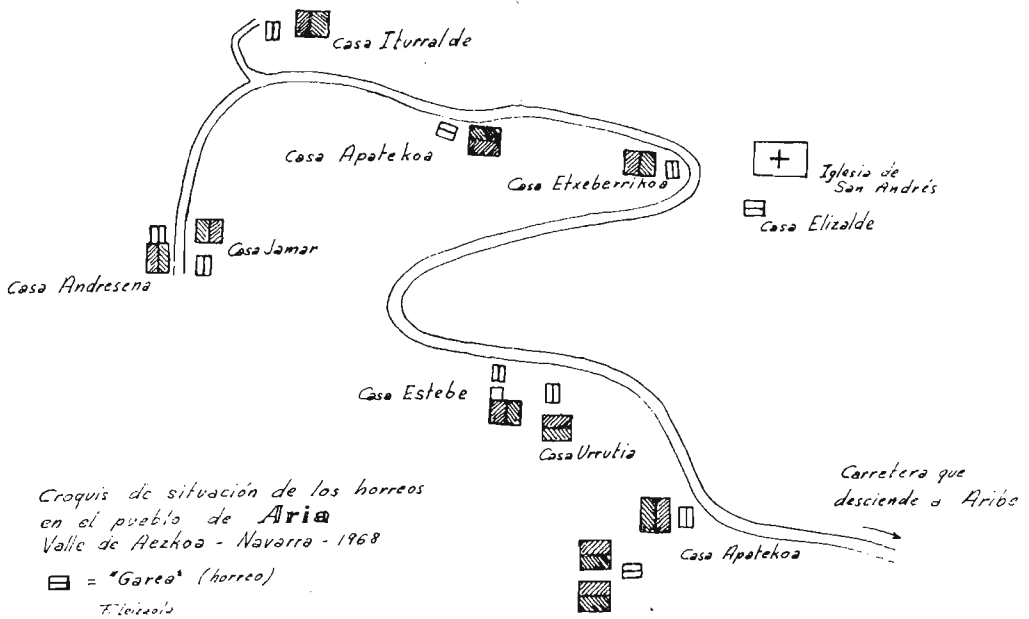 Casa Iturralde
Casa Apatekoa
Casa Etxeberrikoa
Iglesia de
San Andrés
Casa Elizalde
Casa Jamar
Casa Andresena
Casa Estebe
Casa Urrutia
Carretera que
desciende a Aribe
Casa Apatekoa
Croquis de situación de los horreos
en el pueblo de Aria
Valle de Aezkoa - Navarra - 1968
= "Garea" (horreo)